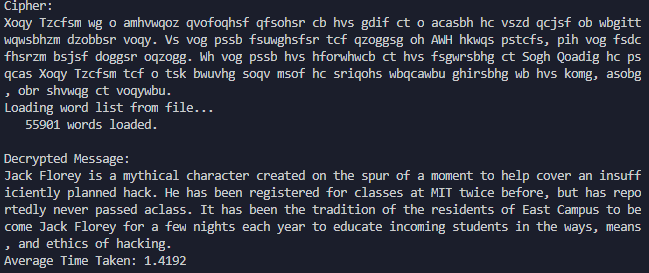 Cipher:
Xoqy Tzcfsm wg o amhvwqoz qvofoqhsf qfsohsr cb hvs gdif ct o acasbh hc vszd qcjsf ob wbgitt
wqwsbhzm dzobbsr voqy. Vs vog pssb fsuwghsfsr tcf qzoggsg oh AWH hkwqs pstcfs, pih vog fsdc
fhsrzm bsjsf doggsr oqzogg. Wh vog pssb hvs hforwhwcb ct hvs fsgwrsbhg ct Sogh Qoadig hc ps
qcas Xoqy Tzcfsm tcf o tsk bwuvhg soqv msof hc sriqohs wbqcawbu ghirsbhg wb hvs komg, asobg
, obr shvwqg ct voqywbu.
Loading word list from file...
   55901 words loaded.

Decrypted Message:
Jack Florey is a mythical character created on the spur of a moment to help cover an insuff
iciently planned hack. He has been registered for classes at MIT twice before, but has repo
rtedly never passed aclass. It has been the tradition of the residents of East Campus to be
come Jack Florey for a few nights each year to educate incoming students in the ways, means
, and ethics of hacking.
Average Time Taken: 1.4192